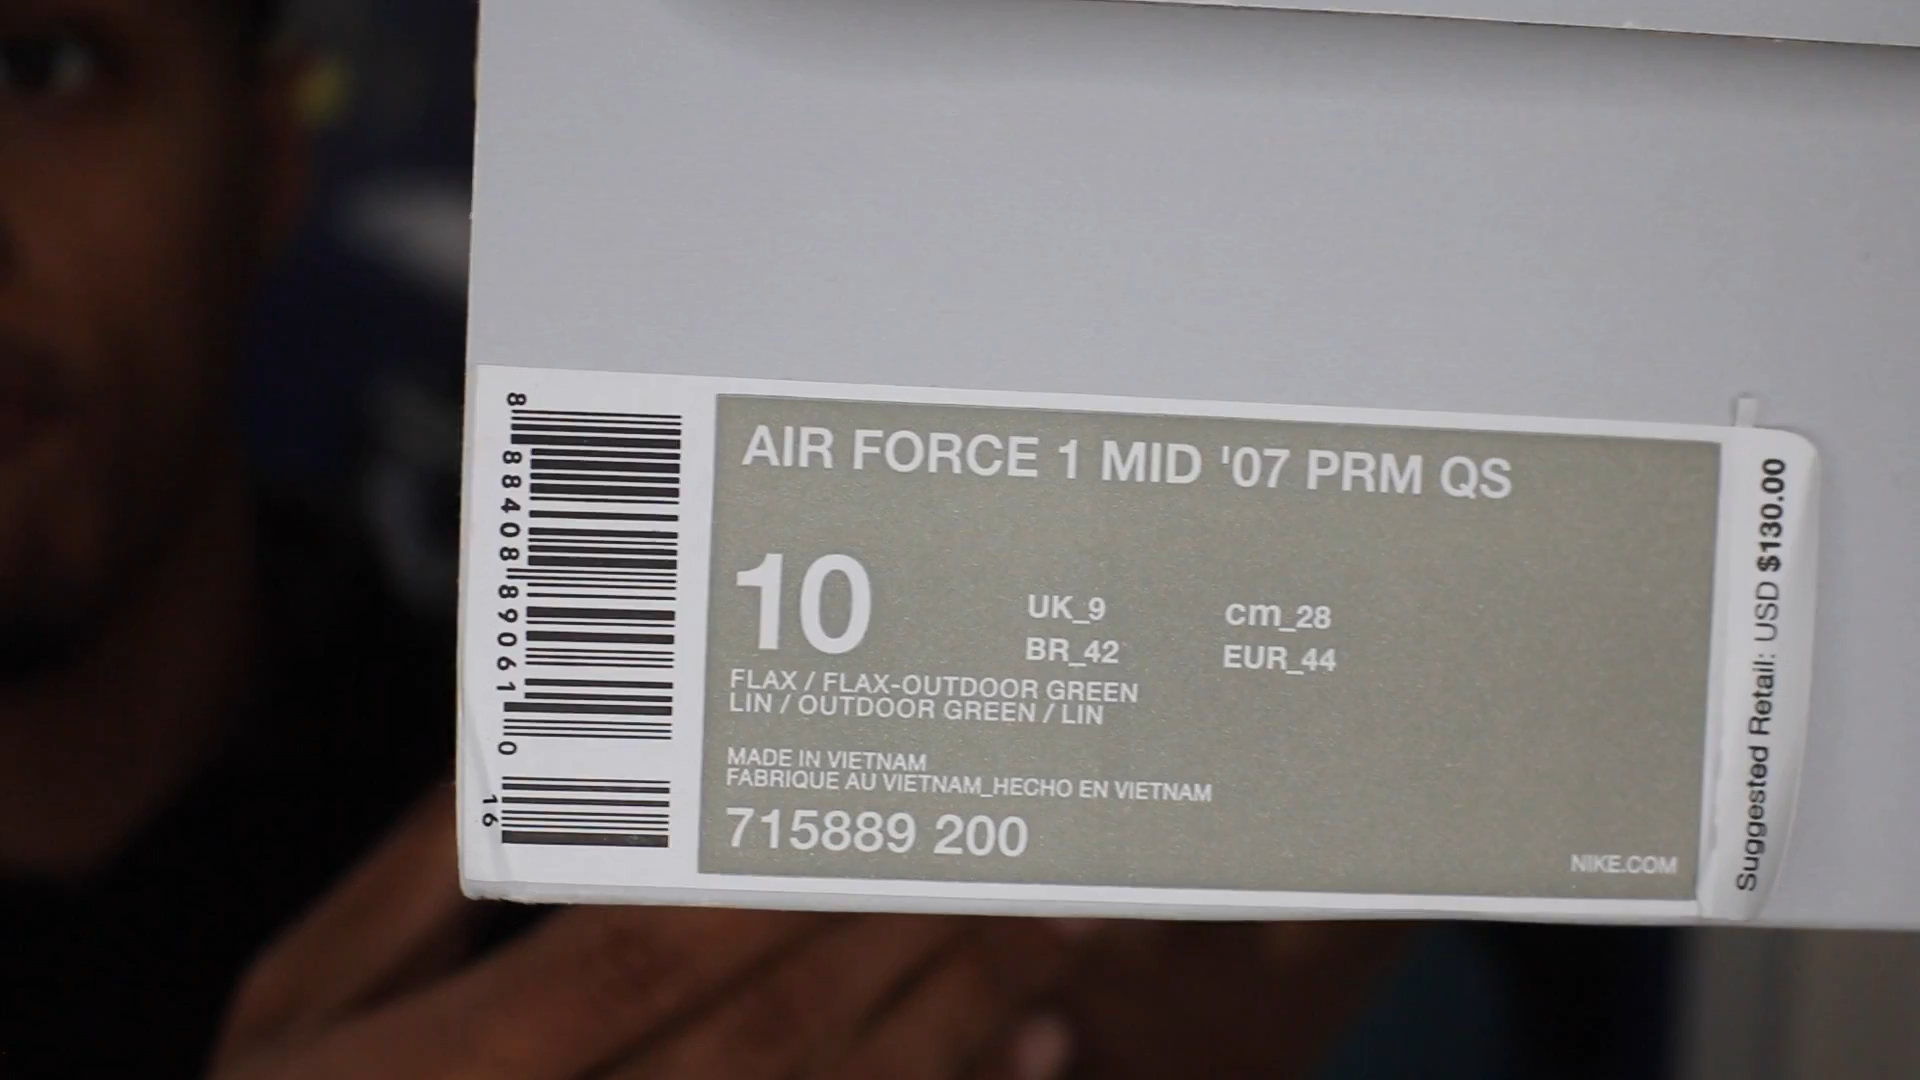 8 88408 89061 0
16
AIR FORCE 1 MID '07 PRM QS
10
UK_9 cm_28
BR_42 EUR_44
FLAX / FLAX-OUTDOOR GREEN
LIN / OUTDOOR GREEN / LIN
MADE IN VIETNAM
FABRIQUE AU VIETNAM_HECHO EN VIETNAM
715889 200
NIKE.COM
Suggested Retail: USD $130.00